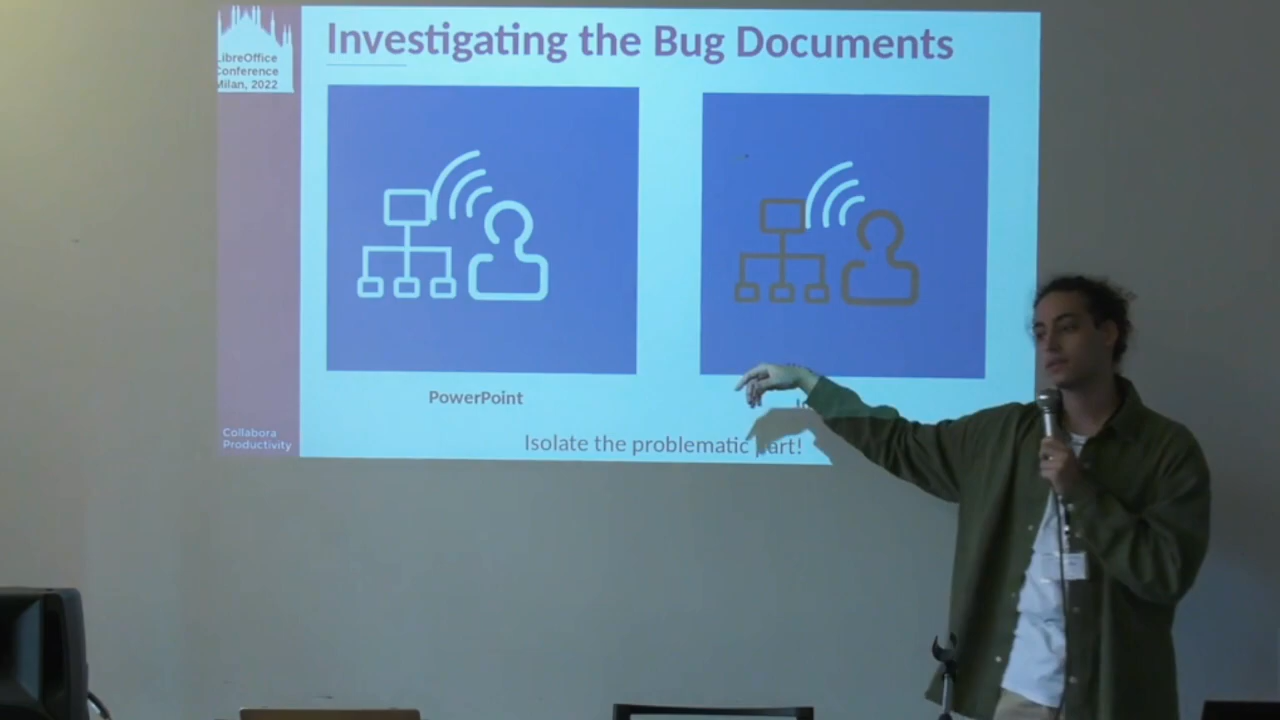 Investigating the Bug Documents
LibreOffice
Conference
Milan, 2022
PowerPoint
Isolate the problematic part!
Collabora
Productivity